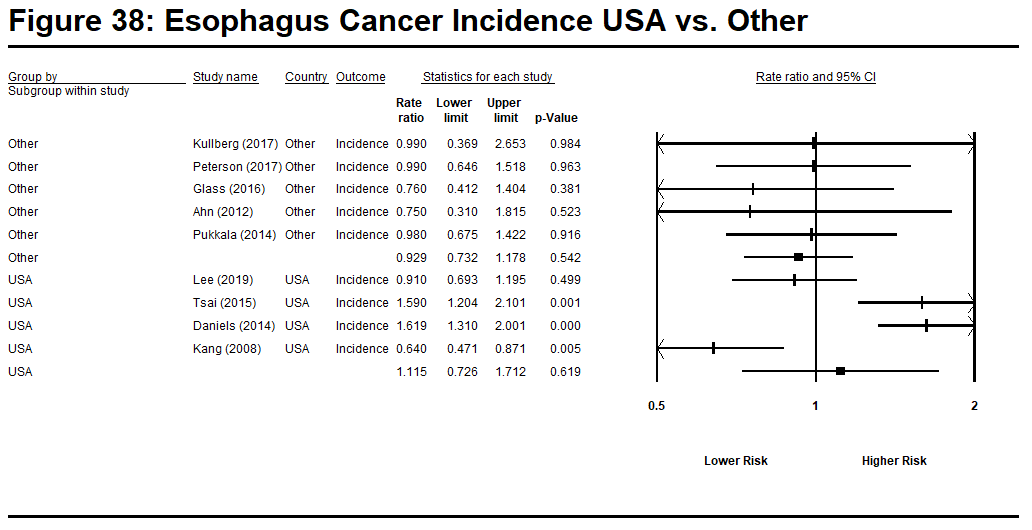 Figure 38: Esophagus Cancer Incidence USA vs. Other
Group by Study name Country Outcome Statistics for each study Rate ratio and 95% CI
Subgroup within study
Rate Lower Upper
ratio limit limit p-Value
Other Kullberg (2017) Other Incidence 0.990 0.369 2.653 0.984
Other Peterson (2017) Other Incidence 0.990 0.646 1.518 0.963
Other Glass (2016) Other Incidence 0.760 0.412 1.404 0.381
Other Ahn (2012) Other Incidence 0.750 0.310 1.815 0.523
Other Pukkala (2014) Other Incidence 0.980 0.675 1.422 0.916
Other 0.929 0.732 1.178 0.542
USA Lee (2019) USA Incidence 0.910 0.693 1.195 0.499
USA Tsai (2015) USA Incidence 1.590 1.204 2.101 0.001
USA Daniels (2014) USA Incidence 1.619 1.310 2.001 0.000
USA Kang (2008) USA Incidence 0.640 0.471 0.871 0.005
USA 1.115 0.726 1.712 0.619
0.5 1 2
Lower Risk Higher Risk